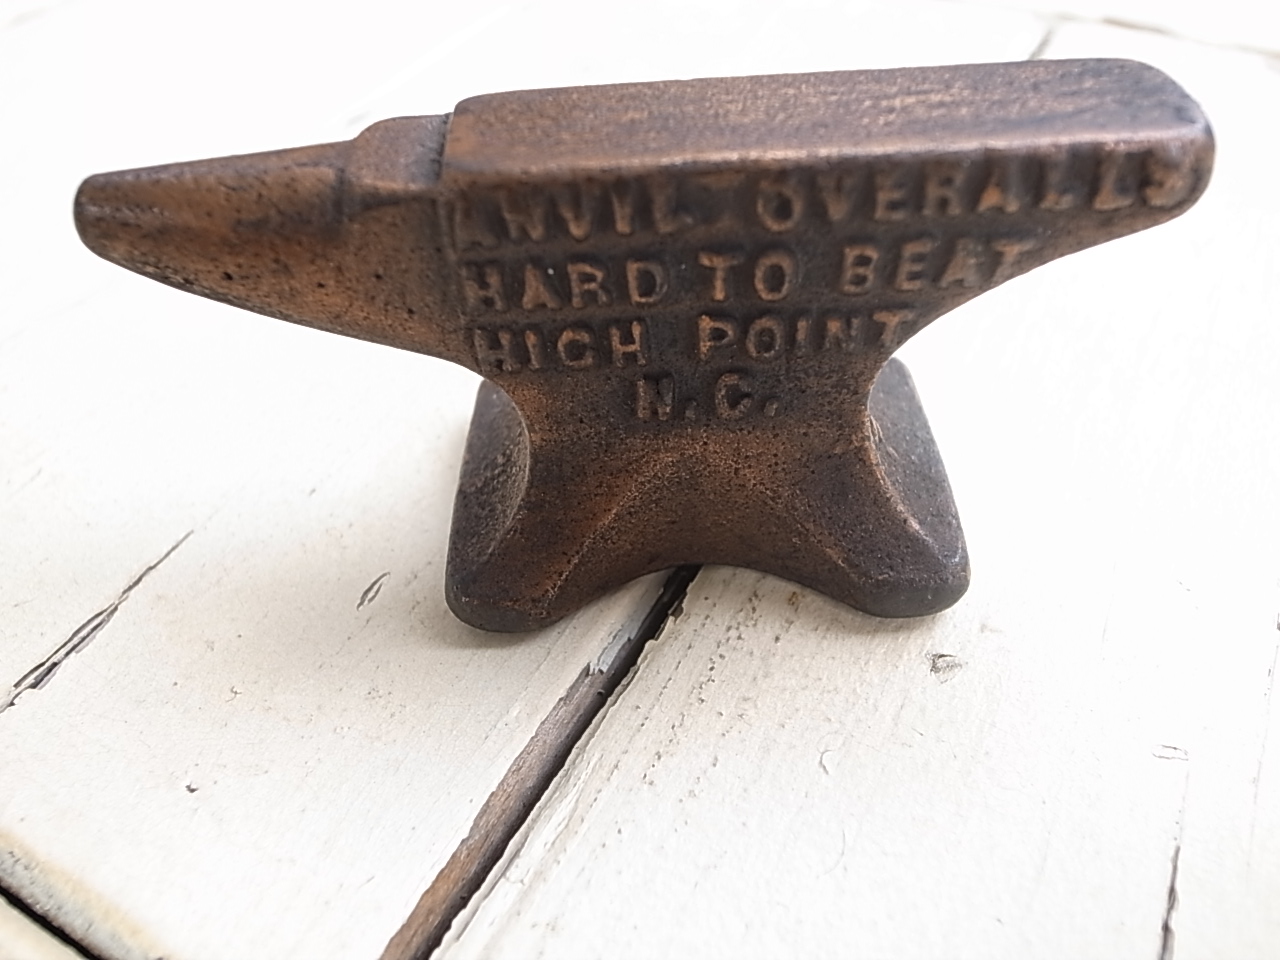 ANVIL OVERALLS
HARD TO BEAT
HIGH POINT
N.C.